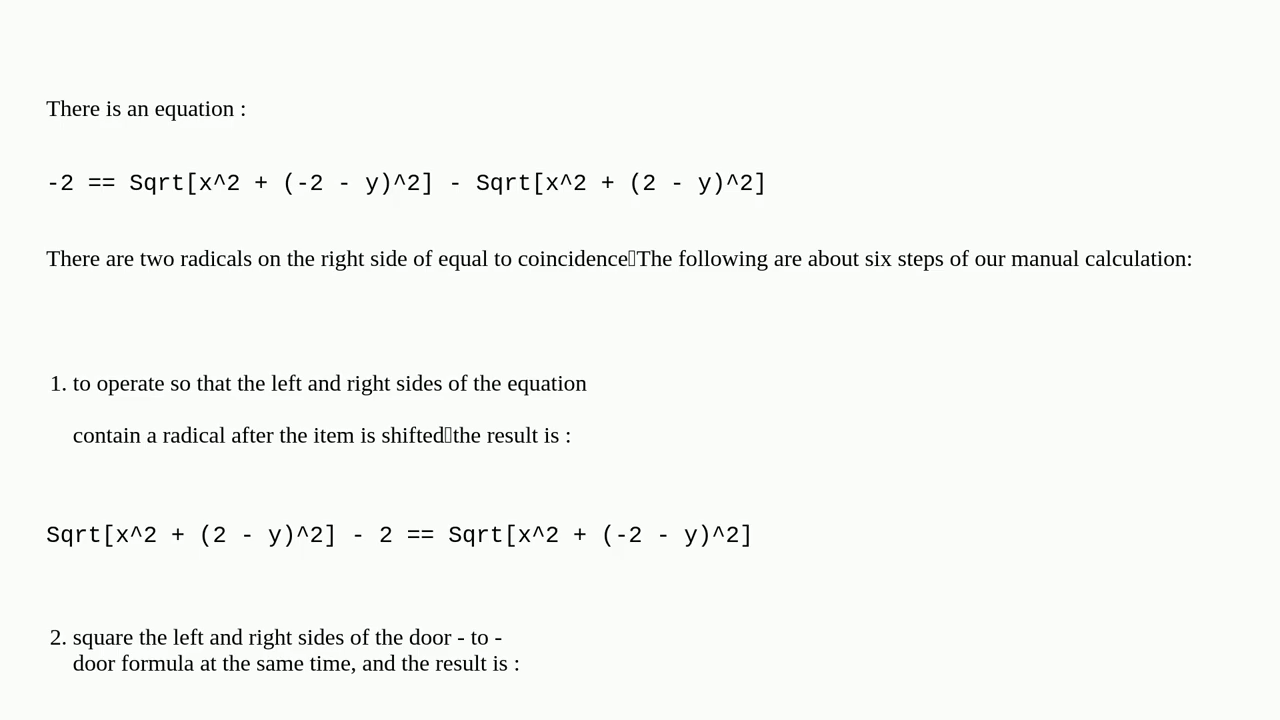 There is an equation :
-2 == Sqrt[x^2 + (-2 - y)^2] - Sqrt[x^2 + (2 - y)^2]
There are two radicals on the right side of equal to coincidence▯The following are about six steps of our manual calculation:
1. to operate so that the left and right sides of the equation
contain a radical after the item is shifted▯the result is :
Sqrt[x^2 + (2 - y)^2] - 2 == Sqrt[x^2 + (-2 - y)^2]
2. square the left and right sides of the door - to -
door formula at the same time, and the result is :